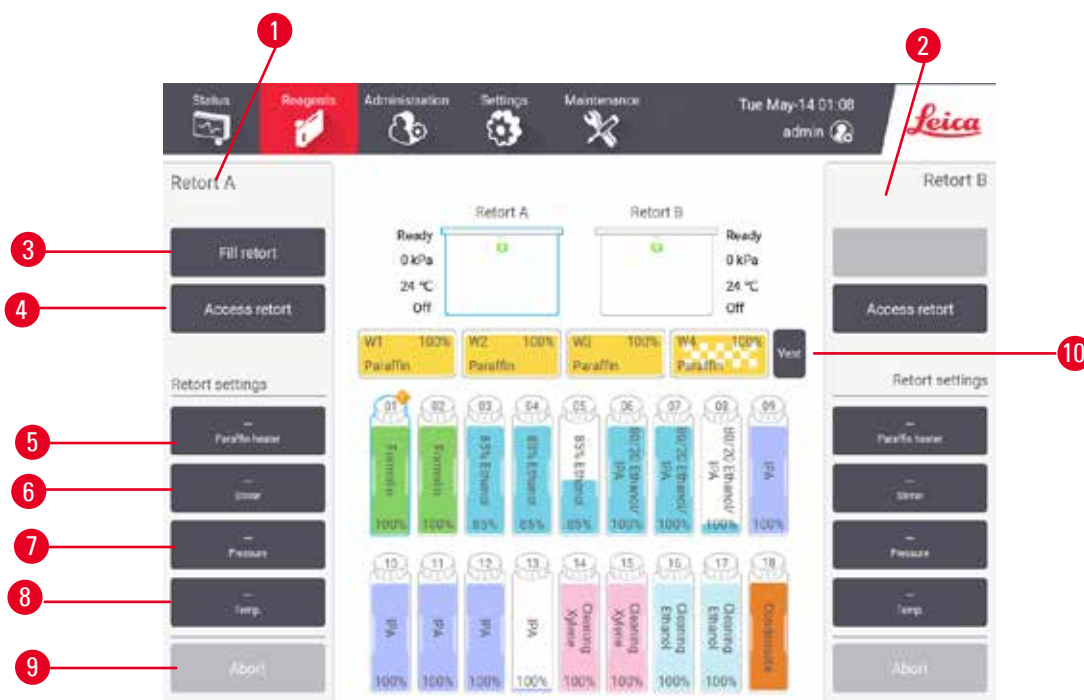 1
2
Status Reagents Administration Settings Maintenance
Tue May-14 01:08
admin
Leica
Retort A
Retort B
Retort A Retort B
3
Fill retort
Ready
0 kPa
24 °C
Off
Ready
0 kPa
24 °C
Off
4
Access retort
Access retort
W1 100% W2 100% W3 100% W4 100%
Paraffin Paraffin Paraffin Paraffin
Vent
10
Retort settings
Retort settings
5
--
Paraffin heater
--
Paraffin heater
6
--
Stirrer
--
Stirrer
7
--
Pressure
--
Pressure
8
--
Temp.
--
Temp.
9
Abort
Abort
01 02 03 04 05 06 07 08 09
Formalin
Formalin
85% Ethanol
85% Ethanol
85% Ethanol
80/20 Ethanol/
IPA
80/20 Ethanol/
IPA
80/20 Ethanol/
IPA
IPA
100% 100% 85% 85% 85% 100% 100% 100% 100%
10 11 12 13 14 15 16 17 18
IPA
IPA
IPA
IPA
Cleaning
Xylene
Cleaning
Xylene
Cleaning
Ethanol
Cleaning
Ethanol
Condensate
100% 100% 100% 100% 100% 100% 100% 100%